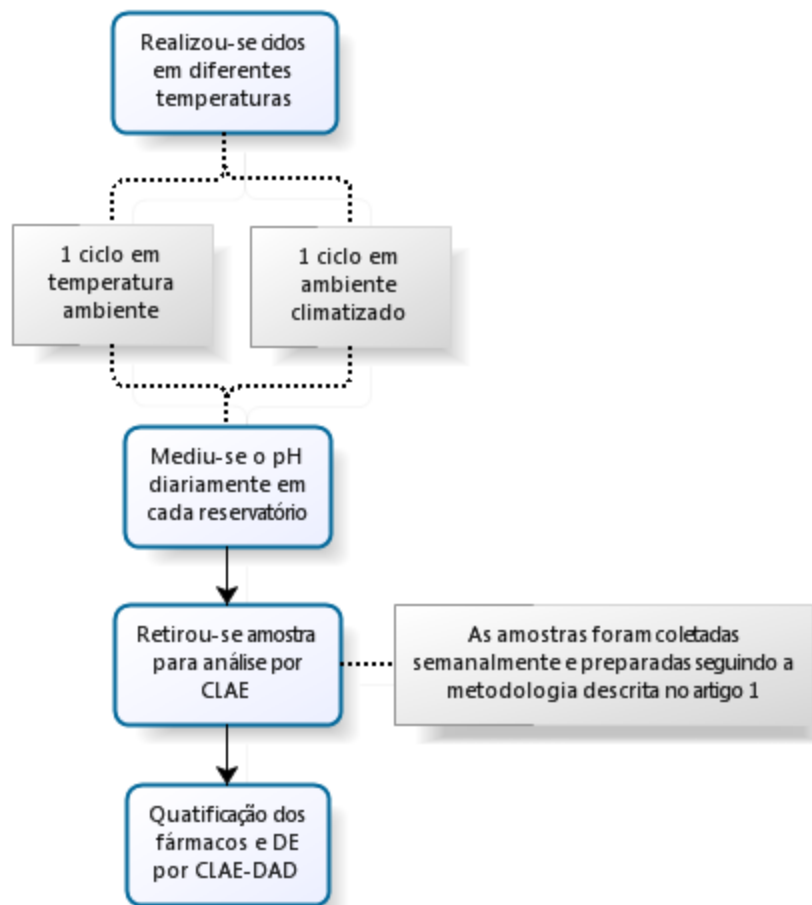 Realizou-se cidos
em diferentes
temperaturas
1 ciclo em
temperatura
ambiente
1 ciclo em
ambiente
climatizado
Mediu-se o pH
diariamente em
cada reservatório
Retirou-se amostra
para análise por
CLAE
As amostras foram coletadas
semanalmente e preparadas seguindo a
metodologia descrita no artigo 1
Quatificação dos
fármacos e DE
por CLAE-DAD